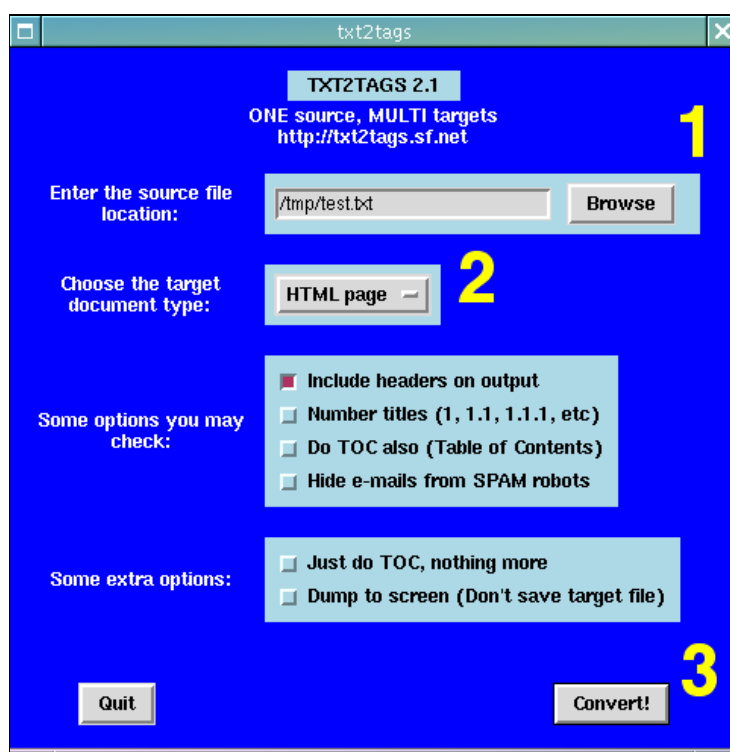 txt2tags
TXT2TAGS 2.1
ONE source, MULTI targets
http://txt2tags.sf.net
1
Enter the source file
location:
/tmp/test.txt
Browse
Choose the target
document type:
HTML page
2
Some options you may
check:
Include headers on output
Number titles (1, 1.1, 1.1.1, etc)
Do TOC also (Table of Contents)
Hide e-mails from SPAM robots
Some extra options:
Just do TOC, nothing more
Dump to screen (Don't save target file)
3
Quit
Convert!